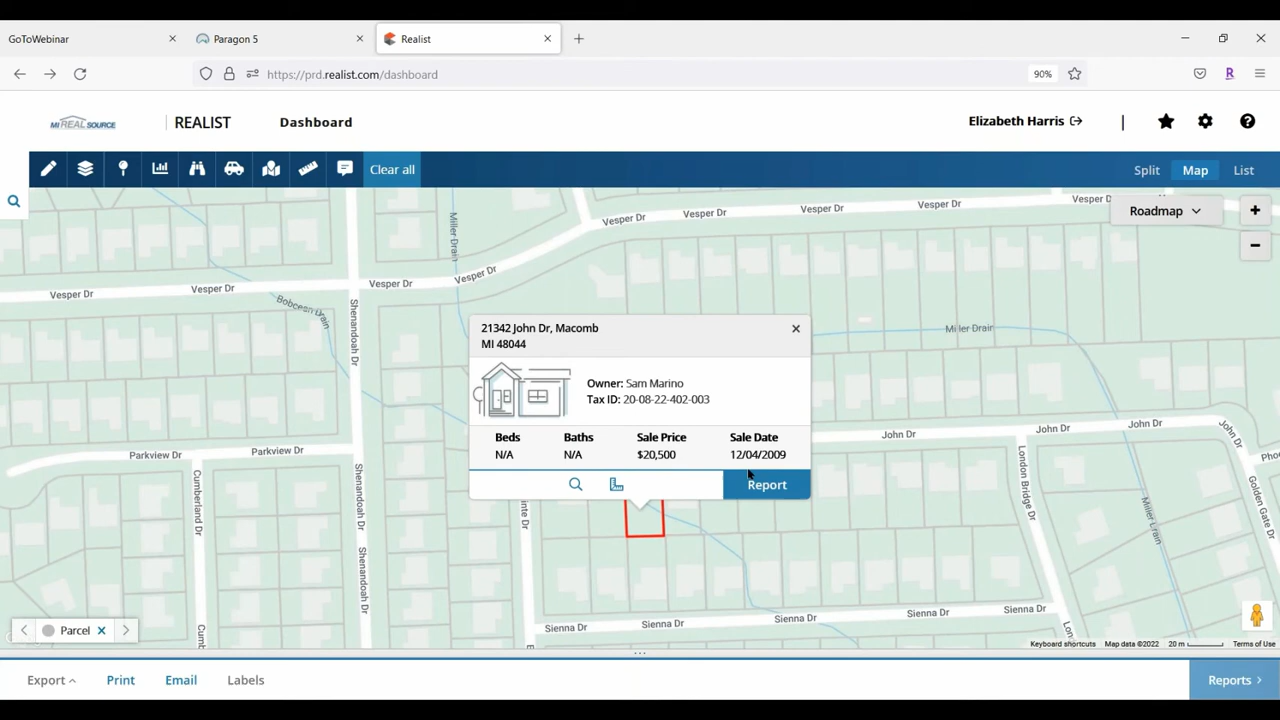 GoToWebinar
Paragon 5
Realist
https://prd.realist.com/dashboard
90%
R
MI REAL SOURCE
REALIST
Dashboard
Elizabeth Harris
Clear all
Split
Map
List
Roadmap
Vesper Dr
Vesper Dr
Vesper Dr
Vesper Dr
Vesper Dr
Vesper Dr
Vesper Dr
Vesper Dr
Vesper Dr
Miller Drain
Bobcean Drain
Shenandoah Dr
Miller Drain
21342 John Dr, Macomb
MI 48044
Owner: Sam Marino
Tax ID: 20-08-22-402-003
Beds
Baths
Sale Price
Sale Date
N/A
N/A
$20,500
12/04/2009
Report
John Dr
John Dr
John Dr
John Dr
Parkview Dr
Parkview Dr
Cumberland Dr
Shenandoah Dr
Shenandoah Dr
London Bridge Dr
Golden Gate Dr
Miller Drain
Sienna Dr
Sienna Dr
Sienna Dr
Sienna Dr
Sienna Dr
Parcel
Keyboard shortcuts
Map data ©2022
20 m
Terms of Use
Export
Print
Email
Labels
Reports